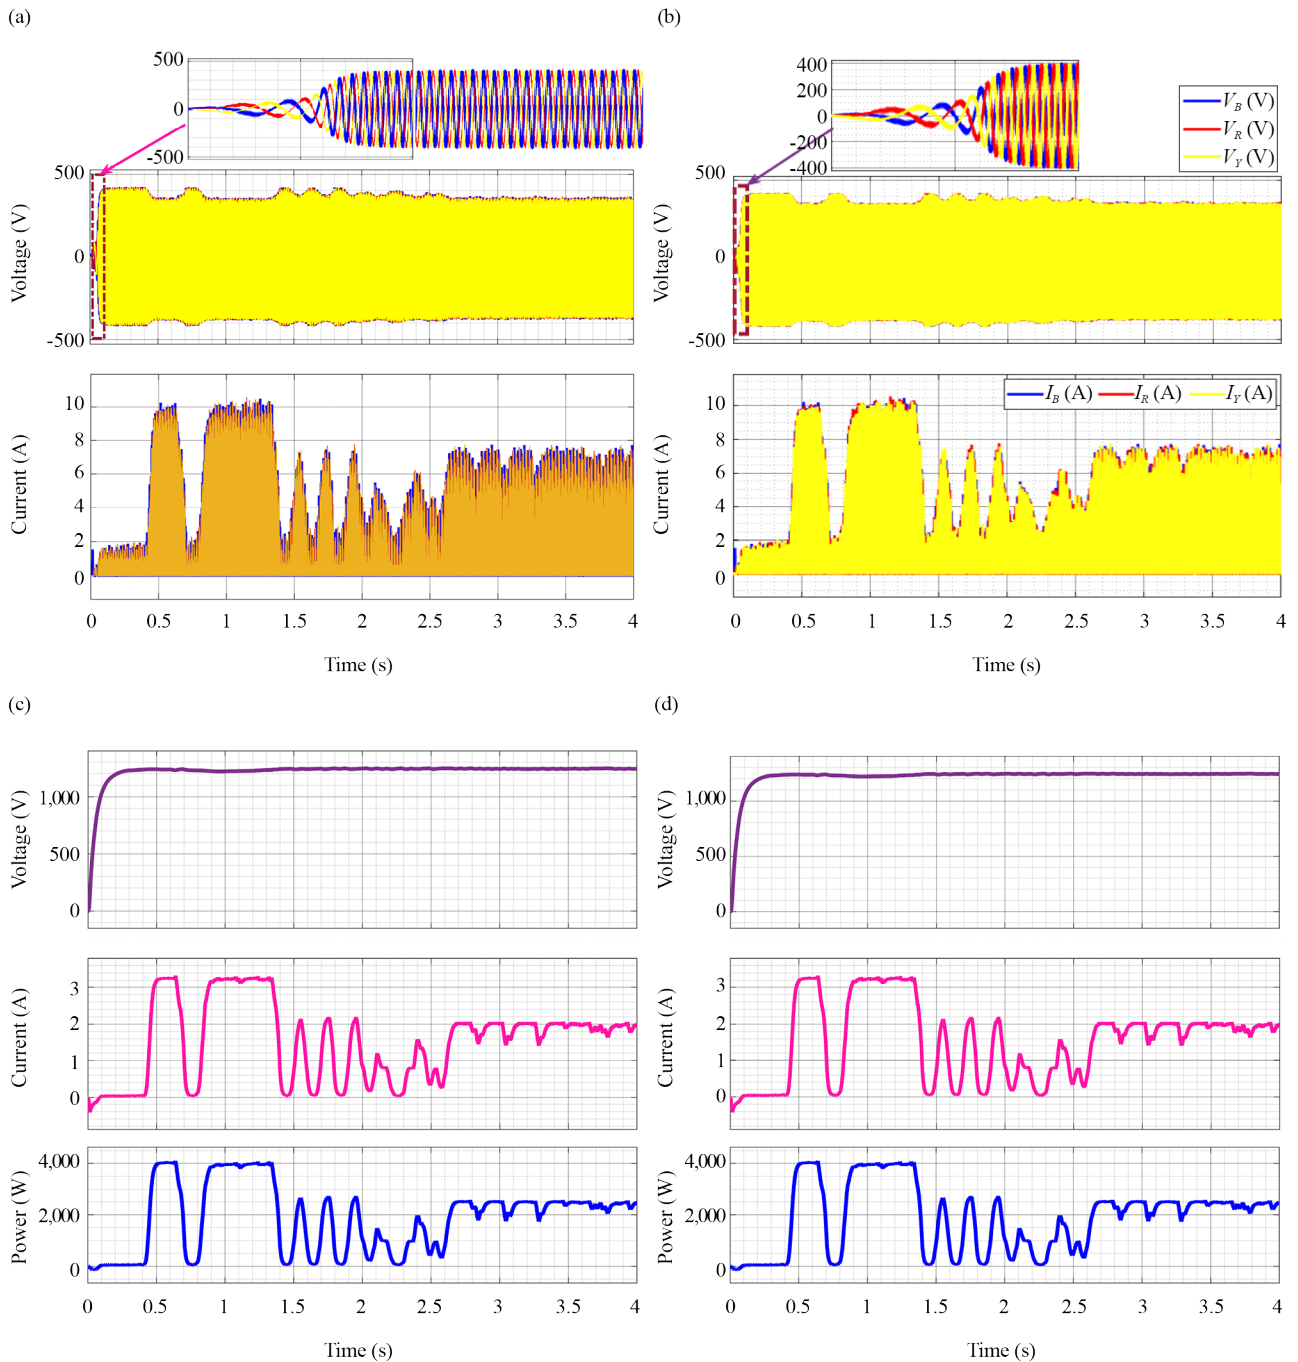 (a)
500
0
-500
500
0
-500
Voltage (V)
10
8
6
4
2
0
Current (A)
0 0.5 1 1.5 2 2.5 3 3.5 4
Time (s)
(b)
400
200
0
-200
-400
V_B (V)
V_R (V)
V_Y (V)
500
0
-500
Voltage (V)
I_B (A) I_R (A) I_Y (A)
10
8
6
4
2
0
Current (A)
0 0.5 1 1.5 2 2.5 3 3.5 4
Time (s)
(c)
1,000
500
0
Voltage (V)
3
2
1
0
Current (A)
4,000
2,000
0
Power (W)
0 0.5 1 1.5 2 2.5 3 3.5 4
Time (s)
(d)
1,000
500
0
Voltage (V)
3
2
1
0
Current (A)
4,000
2,000
0
Power (W)
0 0.5 1 1.5 2 2.5 3 3.5 4
Time (s)